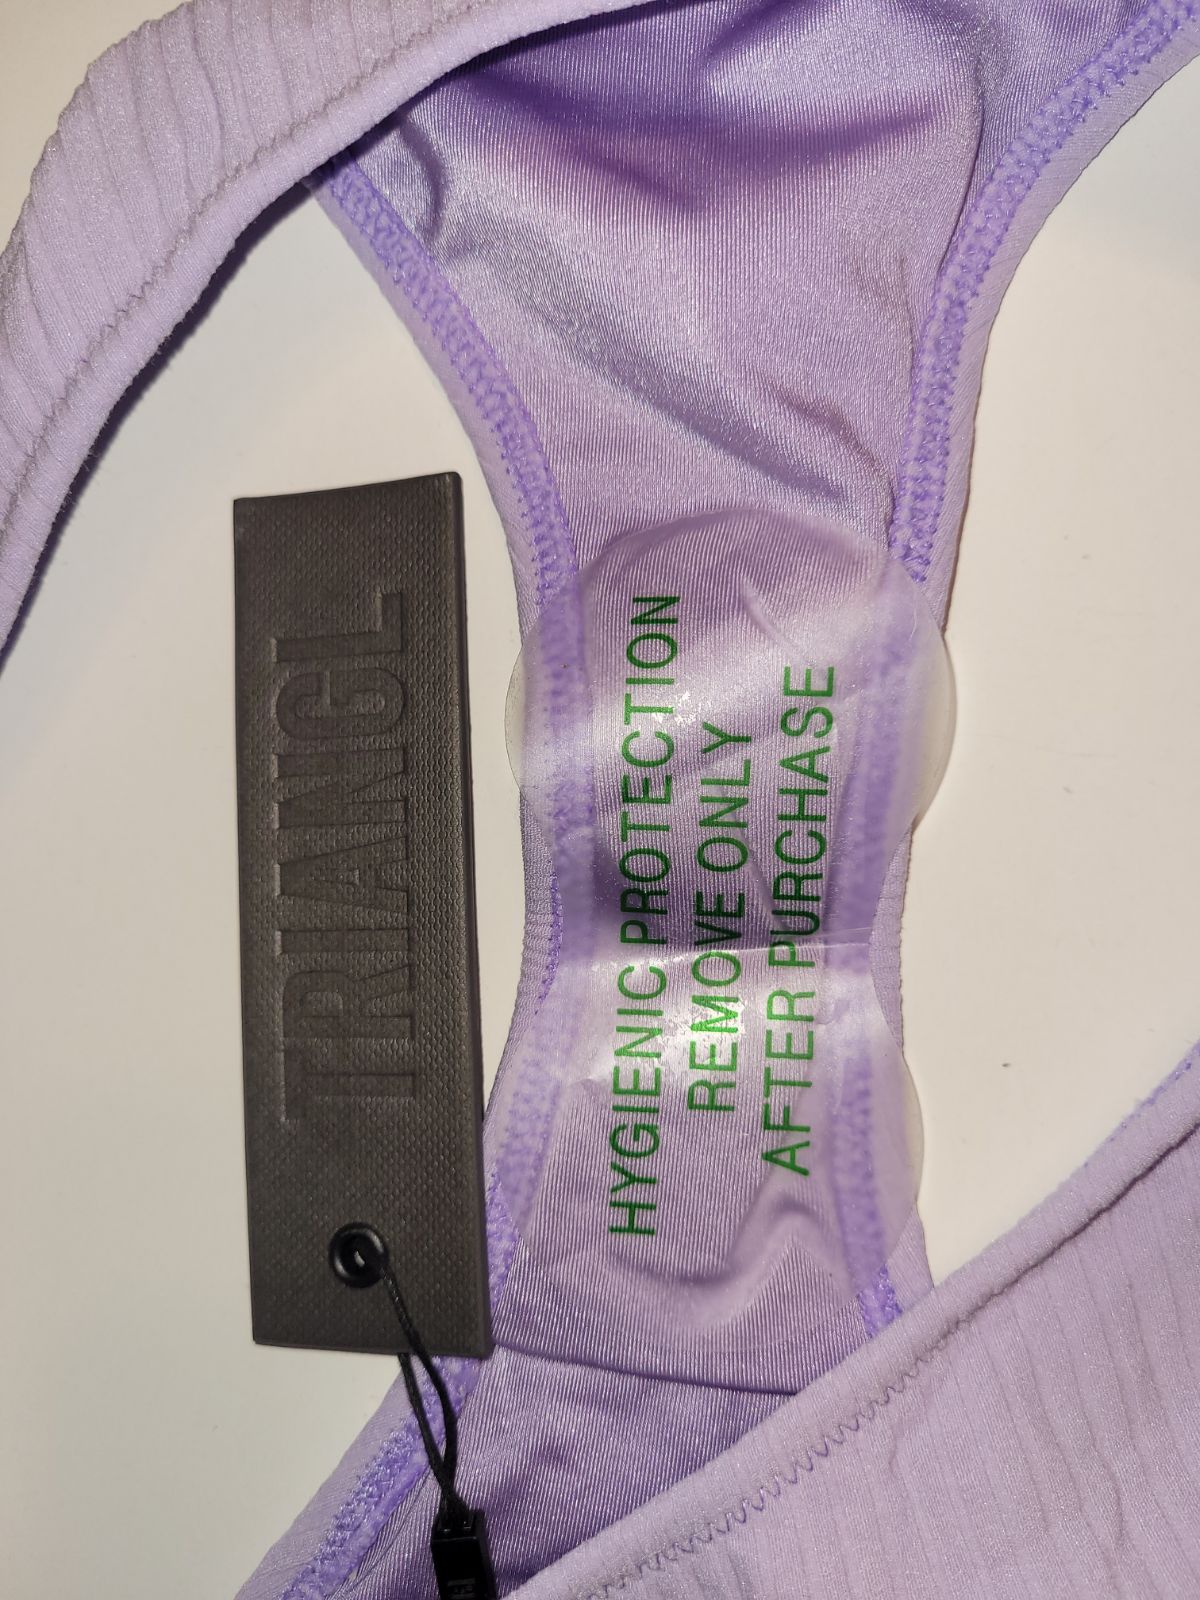 TRIANGL
HYGIENIC PROTECTION
REMOVE ONLY
AFTER PURCHASE